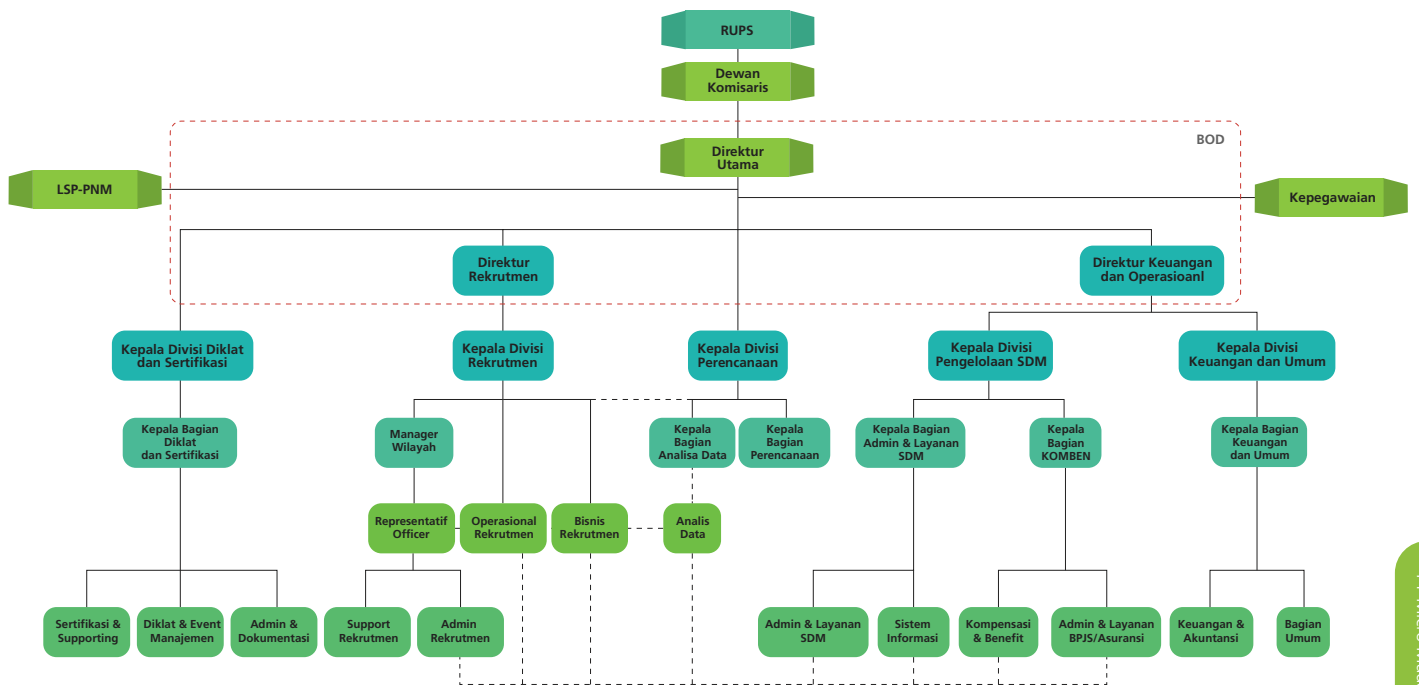 RUPS
Dewan
Komisaris
BOD
Direktur
Utama
LSP-PNM
Kepegawaian
Direktur
Rekrutmen
Direktur Keuangan
dan Operasioanl
Kepala Divisi Diklat
dan Sertifikasi
Kepala Divisi
Rekrutmen
Kepala Divisi
Perencanaan
Kepala Divisi
Pengelolaan SDM
Kepala Divisi
Keuangan dan Umum
Kepala Bagian
Diklat
dan Sertifikasi
Manager
Wilayah
Kepala
Bagian
Analisa Data
Kepala
Bagian
Perencanaan
Kepala Bagian
Admin & Layanan
SDM
Kepala
Bagian
KOMBEN
Kepala Bagian
Keuangan
dan Umum
Representatif
Officer
Operasional
Rekrutmen
Bisnis
Rekrutmen
Analis
Data
Sertifikasi &
Supporting
Diklat & Event
Manajemen
Admin &
Dokumentasi
Support
Rekrutmen
Admin
Rekrutmen
Admin & Layanan
SDM
Sistem
Informasi
Kompensasi
& Benefit
Admin & Layanan
BPJS/Asuransi
Keuangan &
Akuntansi
Bagian
Umum